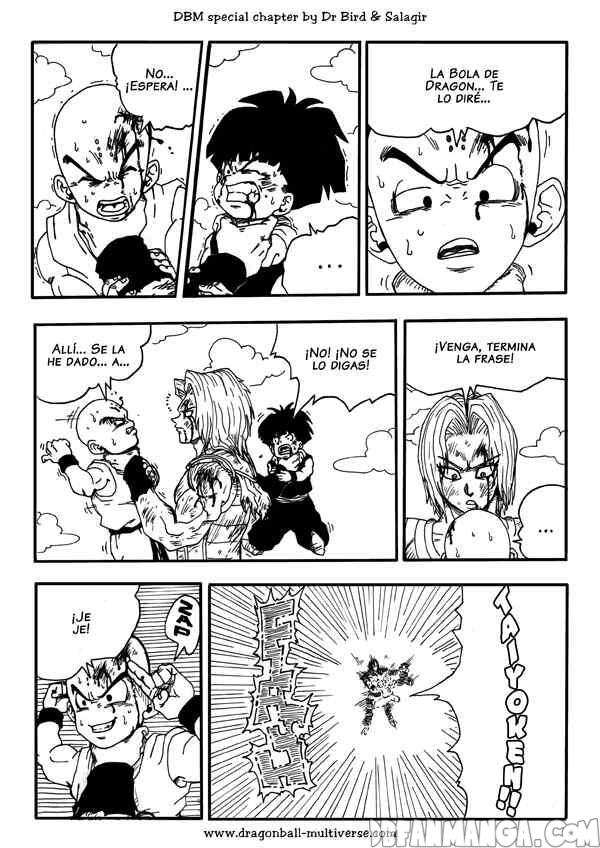 DBM special chapter by Dr Bird & Salagir
No...
¡Espera! ...
...
La Bola de
Dragon... Te
lo diré...
Allí... Se la
he dado... a...
¡No! ¡No se
lo digas!
¡Venga, termina
la frase!
...
¡Je
je!
TAIYOKEN!!
www.dragonball-multiverse.com
DBFANMANGA.COM